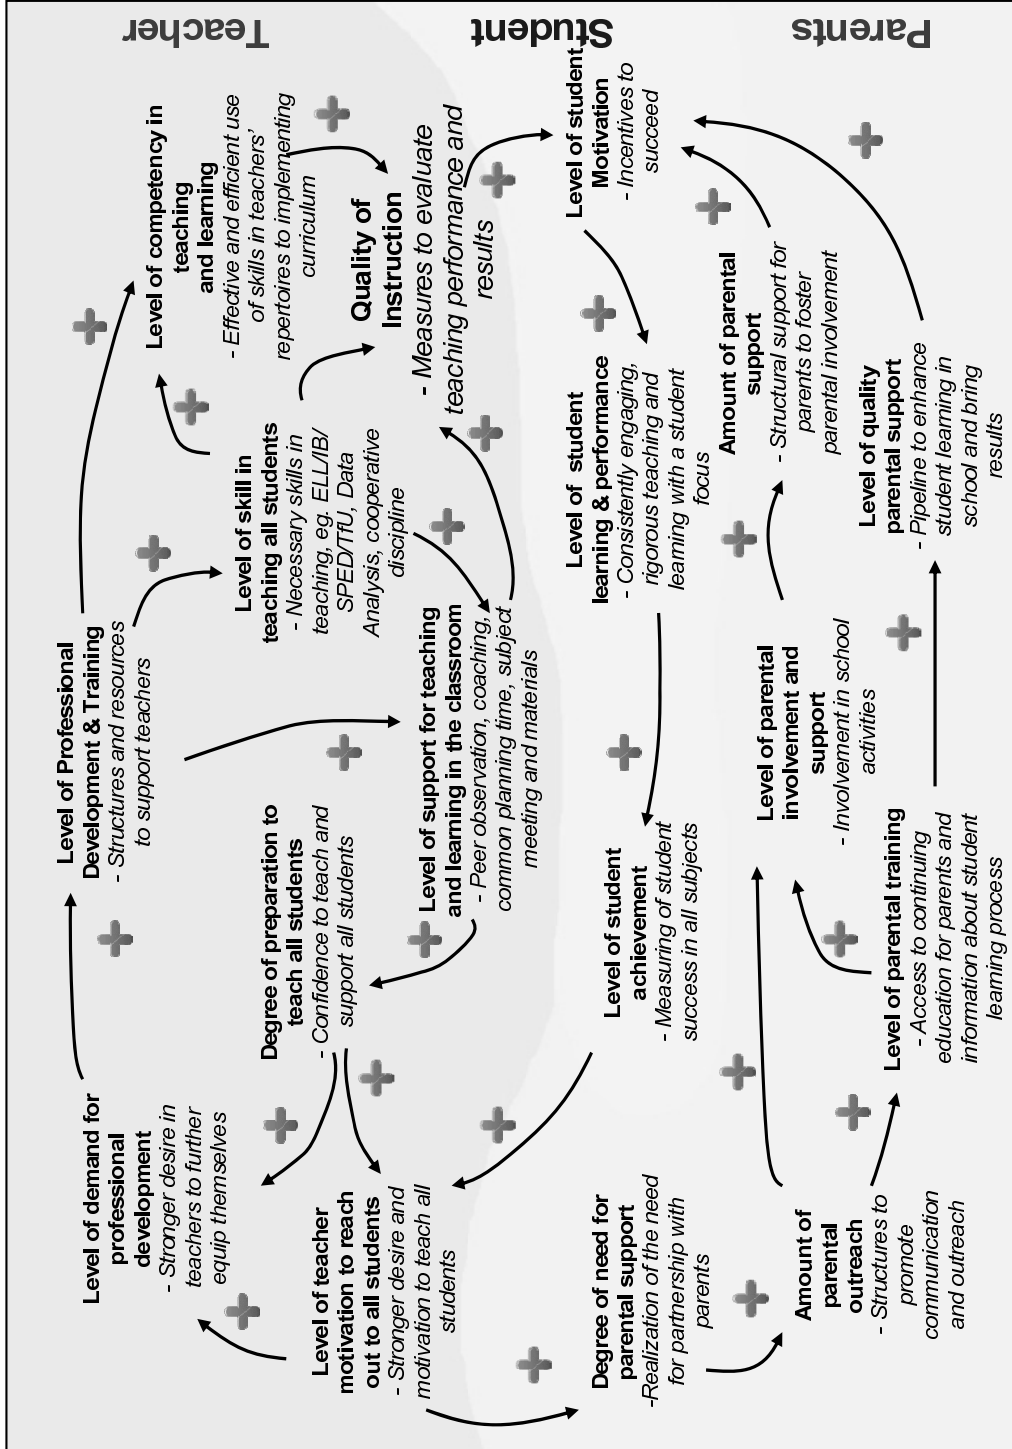 Teacher
Level of demand for
professional
development
- Stronger desire in
teachers to further
equip themselves
Level of Professional
Development & Training
- Structures and resources
to support teachers
Level of competency in
teaching
and learning
- Effective and efficient use
of skills in teachers'
repertoires to implementing
curriculum
Level of skill in
teaching all students
- Necessary skills in
teaching, eg. ELL/IB/
SPED/TfU, Data
Analysis, cooperative
discipline
Degree of preparation to
teach all students
- Confidence to teach and
support all students
Level of teacher
motivation to reach
out to all students
- Stronger desire and
motivation to teach all
students
Quality of
Instruction
- Measures to evaluate
teaching performance and
results
Level of support for teaching
and learning in the classroom
- Peer observation, coaching,
common planning time, subject
meeting and materials
Student
Level of student
Motivation
- Incentives to
succeed
Level of student
learning & performance
- Consistently engaging,
rigorous teaching and
learning with a student
focus
Level of student
achievement
- Measuring of student
success in all subjects
Degree of need for
parental support
-Realization of the need
for partnership with
parents
Parents
Amount of parental
support
- Structural support for
parents to foster
parental involvement
Level of parental
involvement and
support
- Involvement in school
activities
Amount of
parental
outreach
- Structures to
promote
communication
and outreach
Level of quality
parental support
- Pipeline to enhance
student learning in
school and bring
results
Level of parental training
- Access to continuing
education for parents and
information about student
learning process